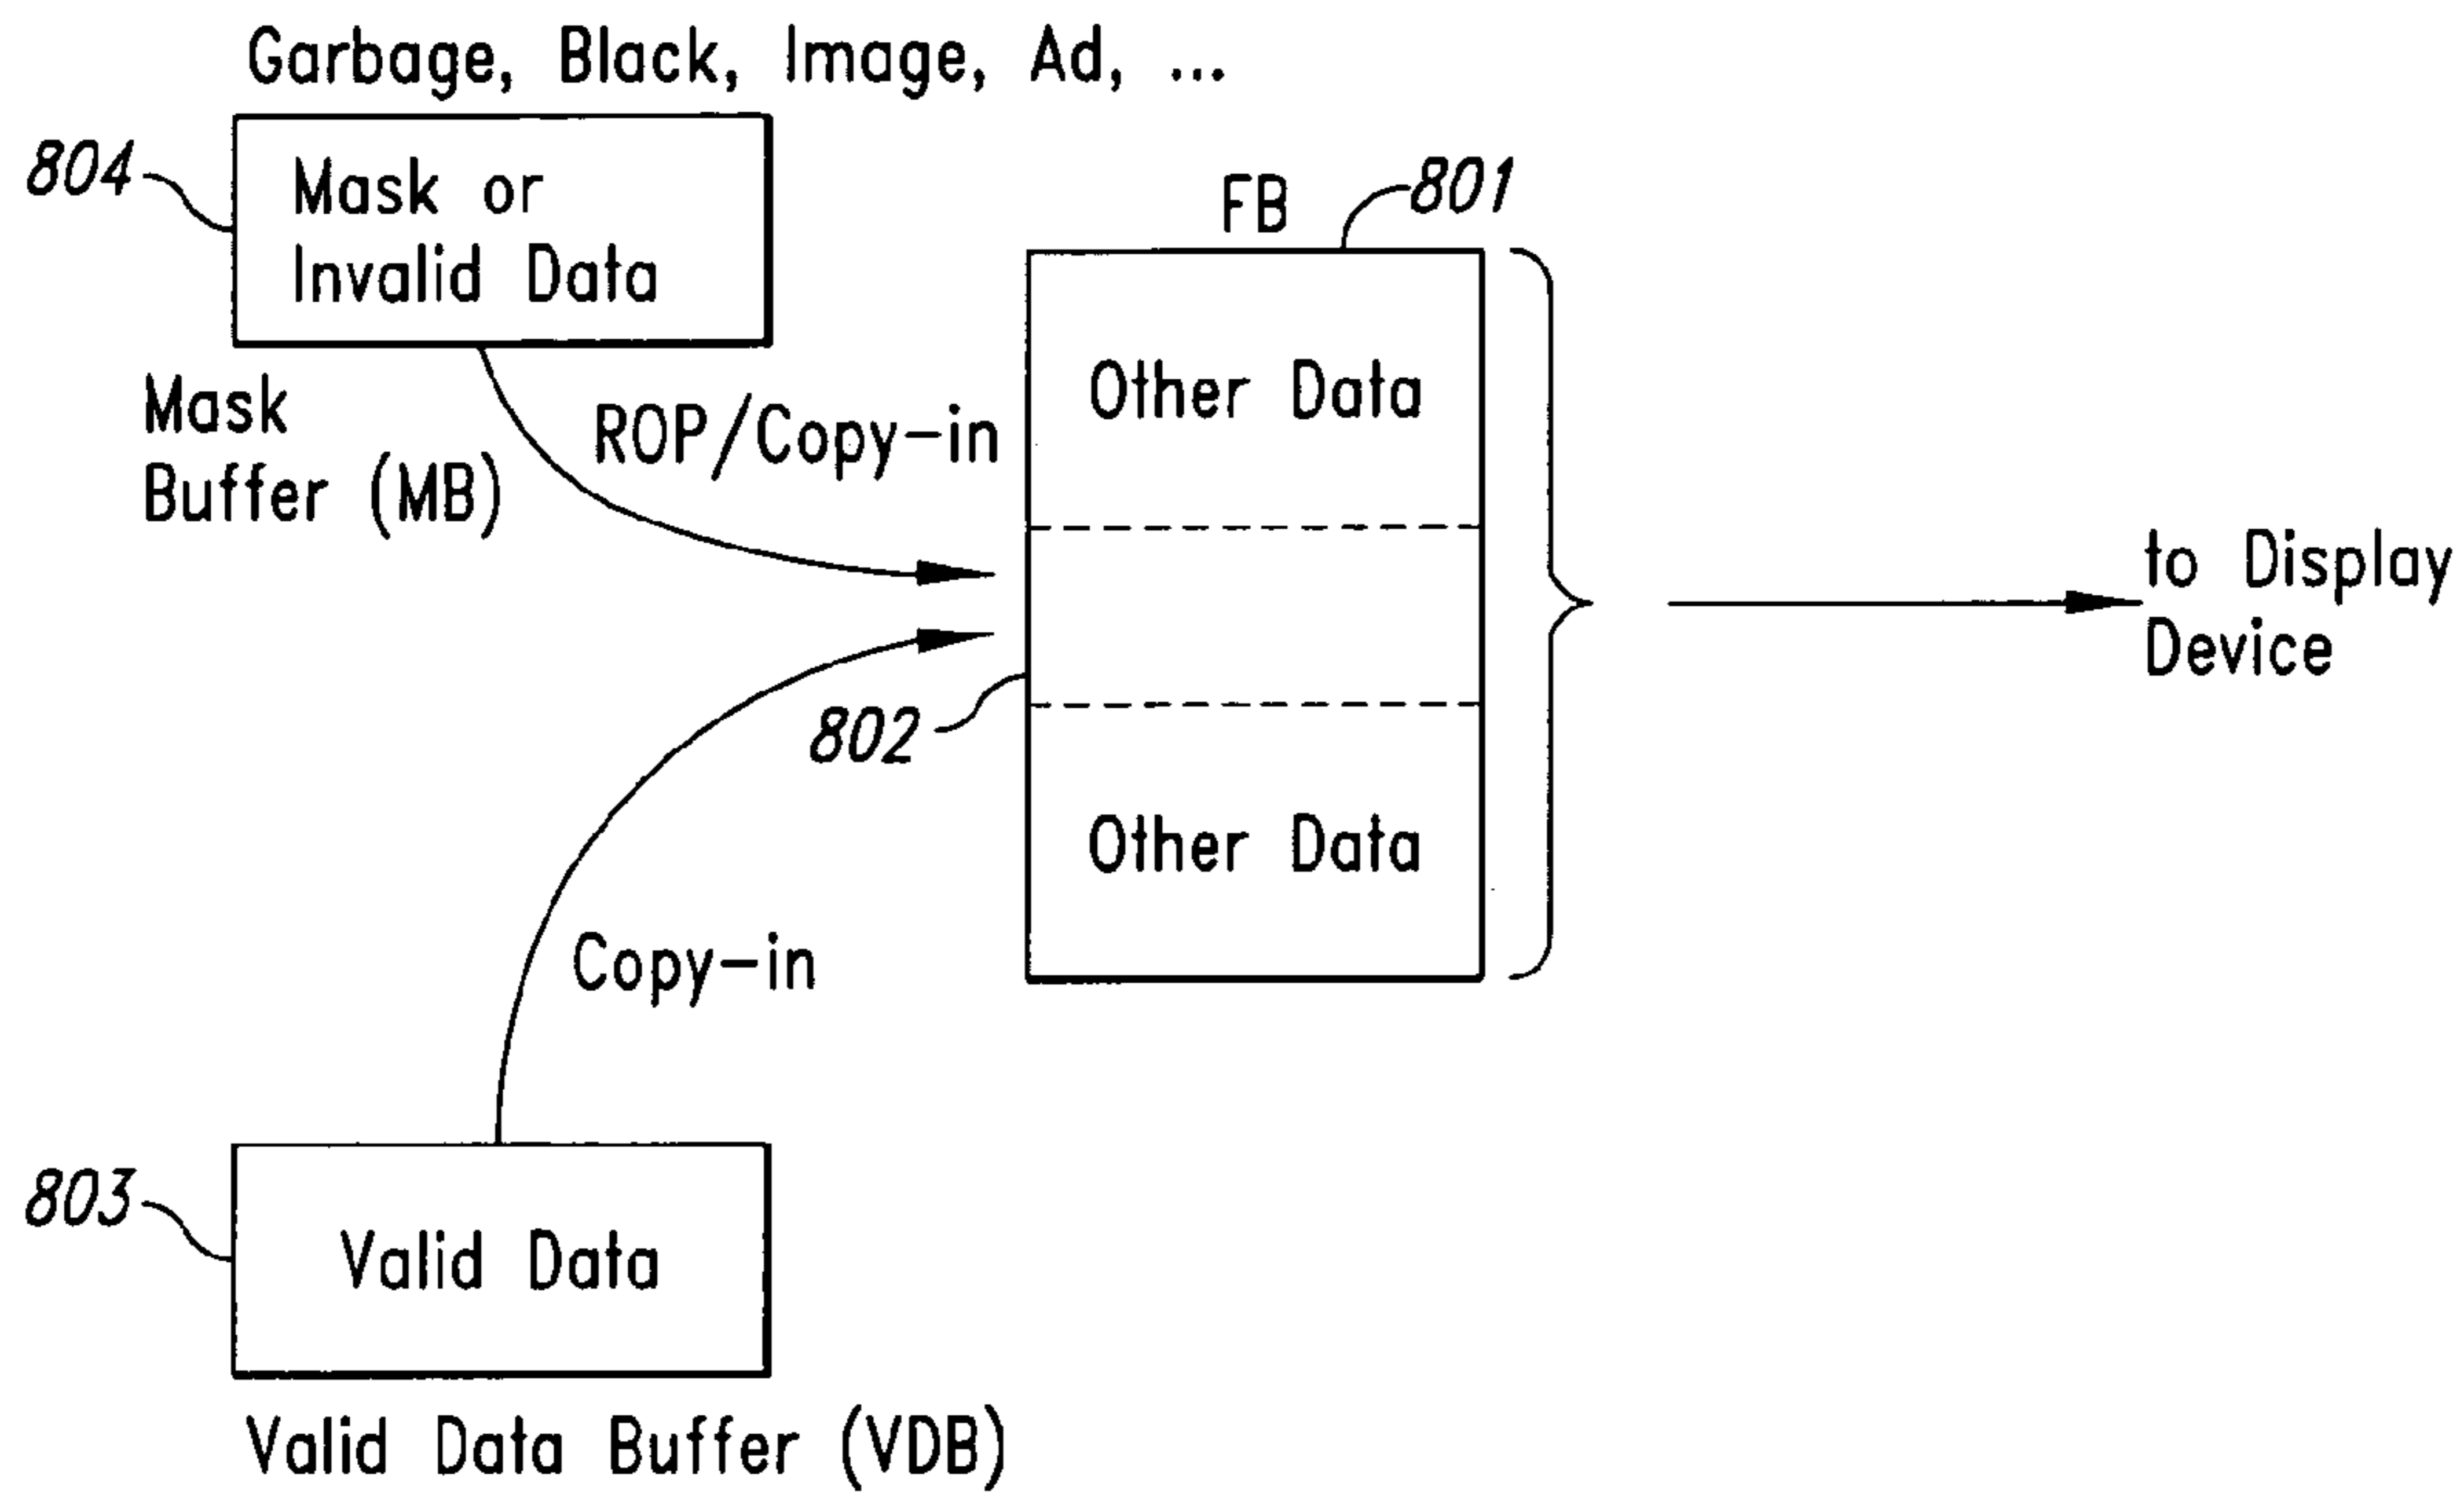 Garbage, Black, Image, Ad, ...
804
Mask or
Invalid Data
Mask
Buffer (MB)
ROP/Copy-in
FB
801
Other Data
802
Other Data
to Display
Device
Copy-in
803
Valid Data
Valid Data Buffer (VDB)